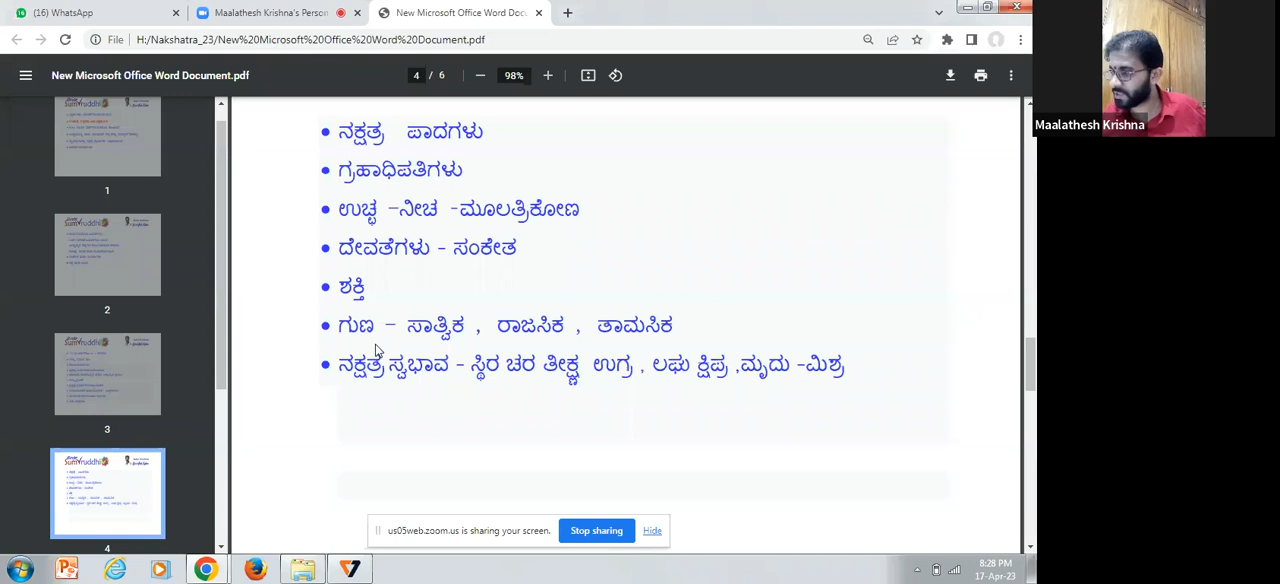 (16) WhatsApp
Maalathesh Krishna's Person
New Microsoft Office Word Docu
File
H:/Nakshatra_23/New%20Microsoft%20Office%20Word%20Document.pdf
New Microsoft Office Word Document.pdf
4 / 6
98%
Maalathesh Krishna
• ನಕ್ಷತ್ರ ಪಾದಗಳು
• ಗ್ರಹಾಧಿಪತಿಗಳು
• ಉಚ್ಛ –ನೀಚ -ಮೂಲತ್ರಿಕೋಣ
• ದೇವತೆಗಳು - ಸಂಕೇತ
• ಶಕ್ತಿ
• ಗುಣ – ಸಾತ್ವಿಕ , ರಾಜಸಿಕ , ತಾಮಸಿಕ
• ನಕ್ಷತ್ರ ಸ್ವಭಾವ - ಸ್ಥಿರ ಚರ ತೀಕ್ಷ್ಣ ಉಗ್ರ , ಲಘು ಕ್ಷಿಪ್ರ ,ಮೃದು -ಮಿಶ್ರ
1
2
3
Sumvruddhi
4
us05web.zoom.us is sharing your screen.
Stop sharing
Hide
8:28 PM
17-Apr-23